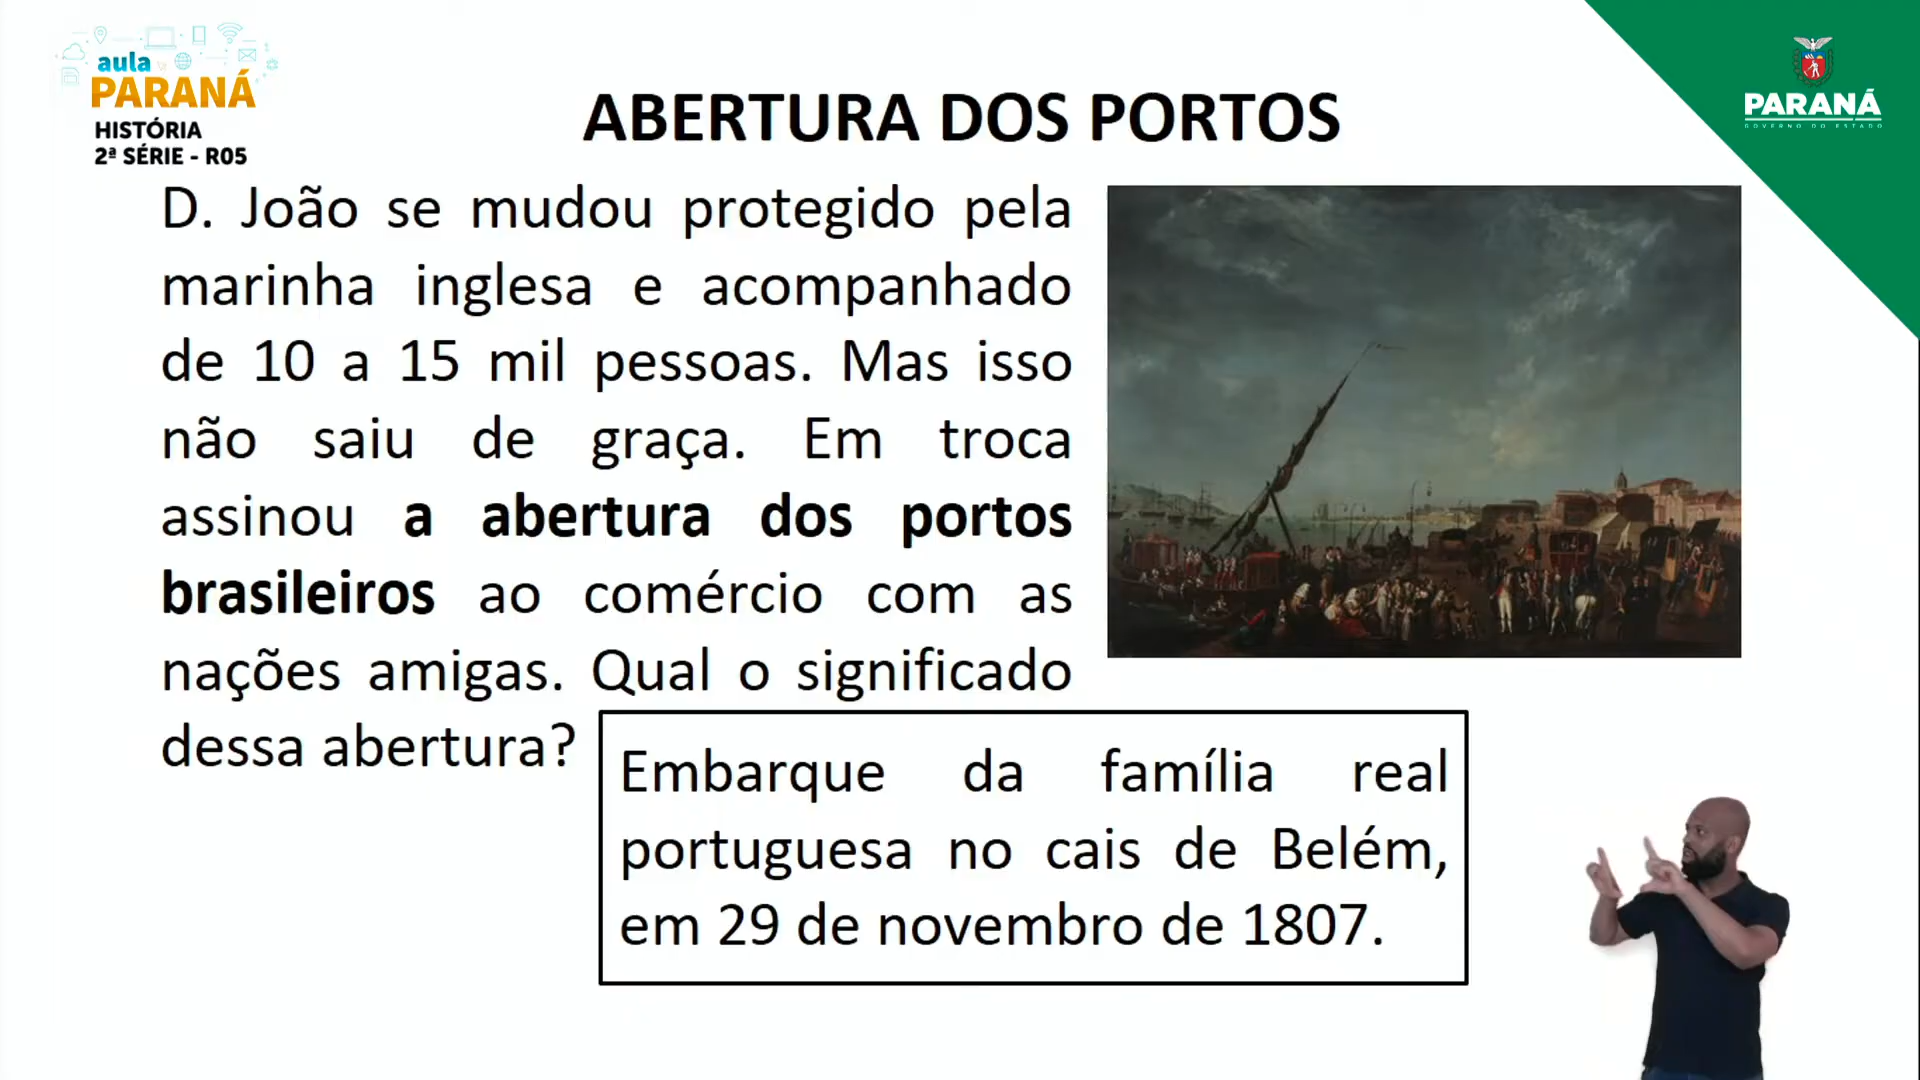 aula
PARANÁ
HISTÓRIA
2ª SÉRIE - R05
PARANÁ
GOVERNO DO ESTADO
ABERTURA DOS PORTOS
D. João se mudou protegido pela
marinha inglesa e acompanhado
de 10 a 15 mil pessoas. Mas isso
não saiu de graça. Em troca
assinou a abertura dos portos
brasileiros ao comércio com as
nações amigas. Qual o significado
dessa abertura?
Embarque da família real
portuguesa no cais de Belém,
em 29 de novembro de 1807.